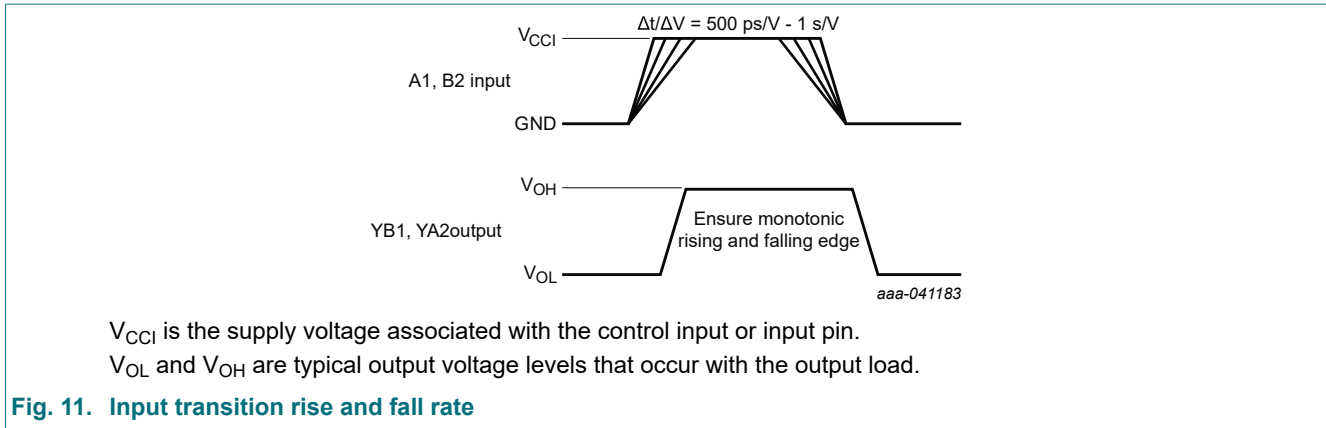 Δt/ΔV = 500 ps/V - 1 s/V
VCCI
A1, B2 input
GND
VOH
Ensure monotonic
rising and falling edge
YB1, YA2output
VOL
aaa-041183
VCCI is the supply voltage associated with the control input or input pin.
VOL and VOH are typical output voltage levels that occur with the output load.
Fig. 11. Input transition rise and fall rate